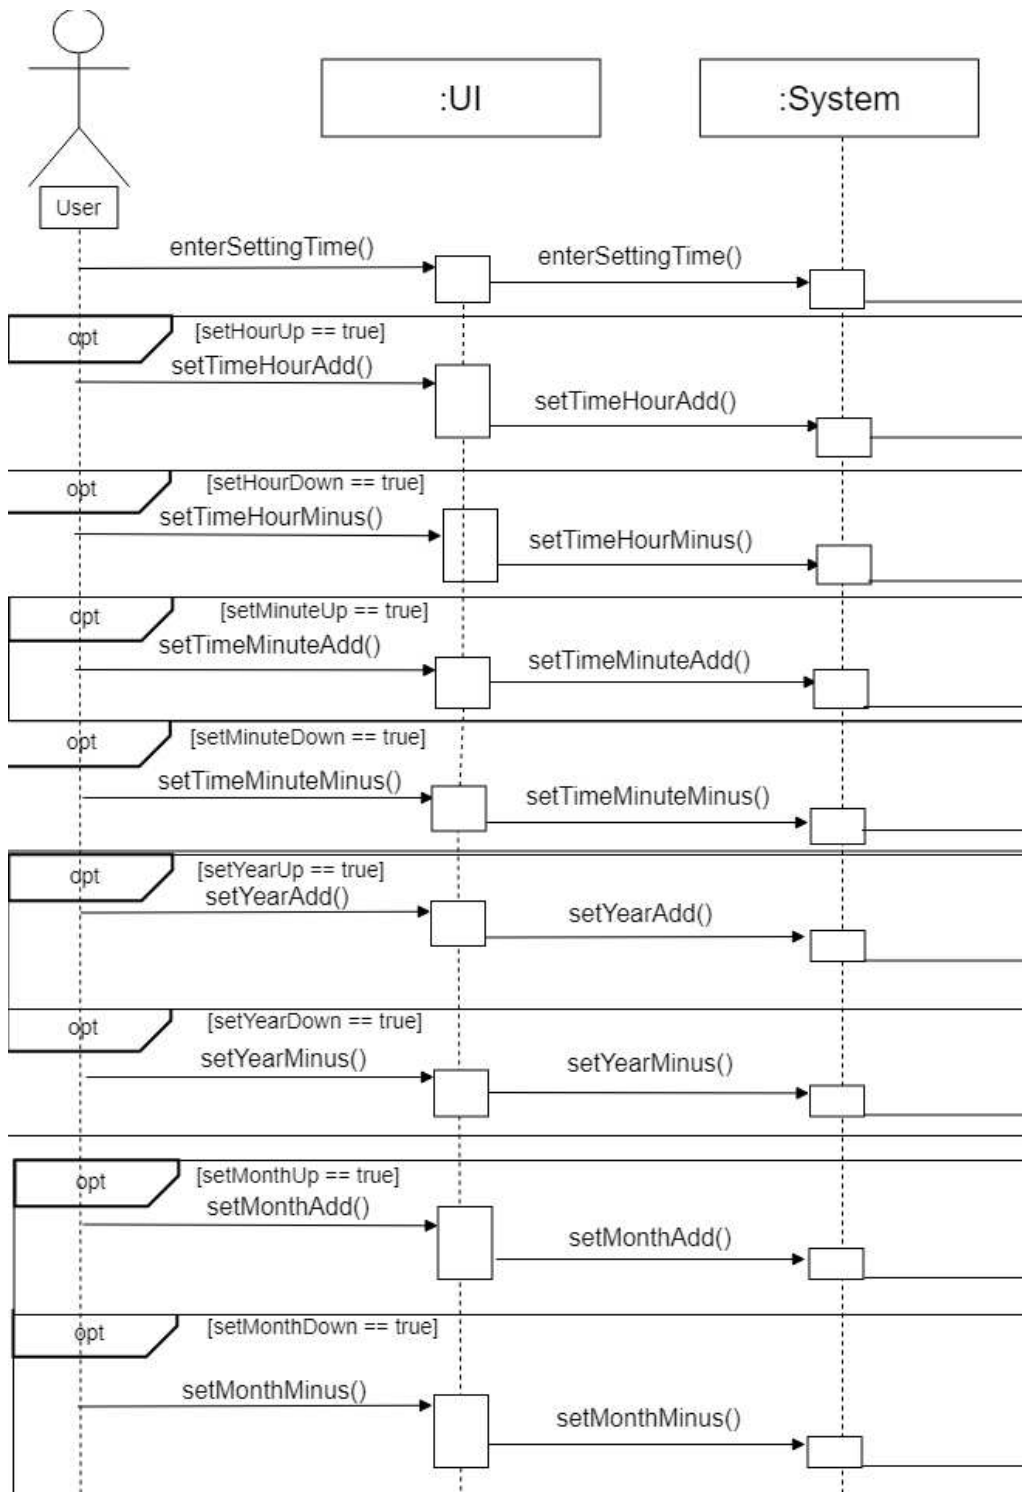 :UI
:System
User
enterSettingTime()
enterSettingTime()
opt
[setHourUp == true]
setTimeHourAdd()
setTimeHourAdd()
opt
[setHourDown == true]
setTimeHourMinus()
setTimeHourMinus()
opt
[setMinuteUp == true]
setTimeMinuteAdd()
setTimeMinuteAdd()
opt
[setMinuteDown == true]
setTimeMinuteMinus()
setTimeMinuteMinus()
opt
[setYearUp == true]
setYearAdd()
setYearAdd()
opt
[setYearDown == true]
setYearMinus()
setYearMinus()
opt
[setMonthUp == true]
setMonthAdd()
setMonthAdd()
opt
[setMonthDown == true]
setMonthMinus()
setMonthMinus()